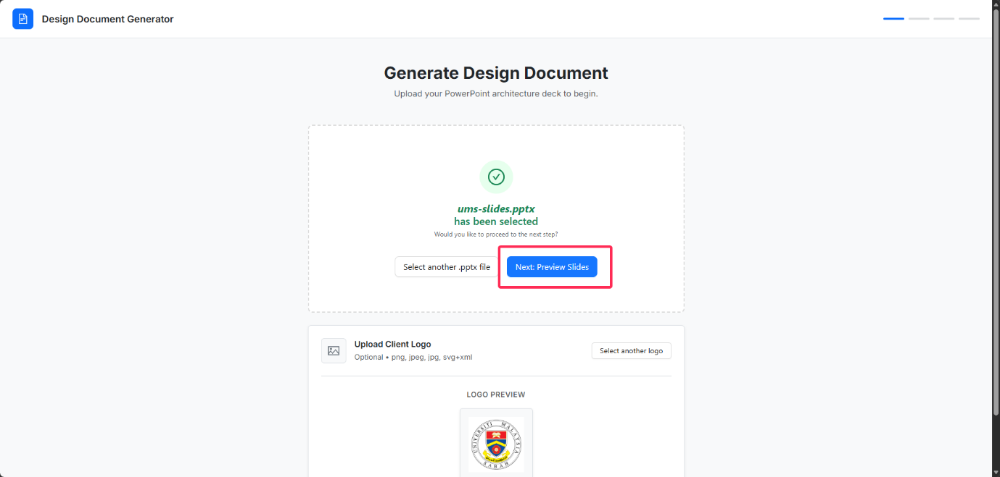 Design Document Generator
Generate Design Document
Upload your PowerPoint architecture deck to begin.
ums-slides.pptx
has been selected
Would you like to proceed to the next step?
Select another .pptx file
Next: Preview Slides
Upload Client Logo
Optional • png, jpeg, jpg, svg+xml
Select another logo
LOGO PREVIEW
UNIVERSITI MALAYSIA
SABAH